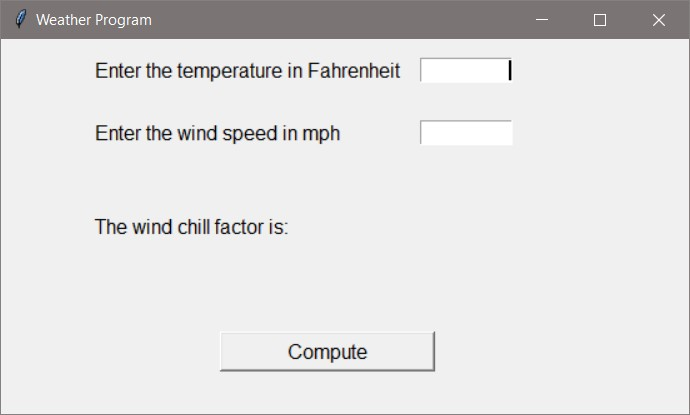 Weather Program
Enter the temperature in Fahrenheit
Enter the wind speed in mph
The wind chill factor is:
Compute